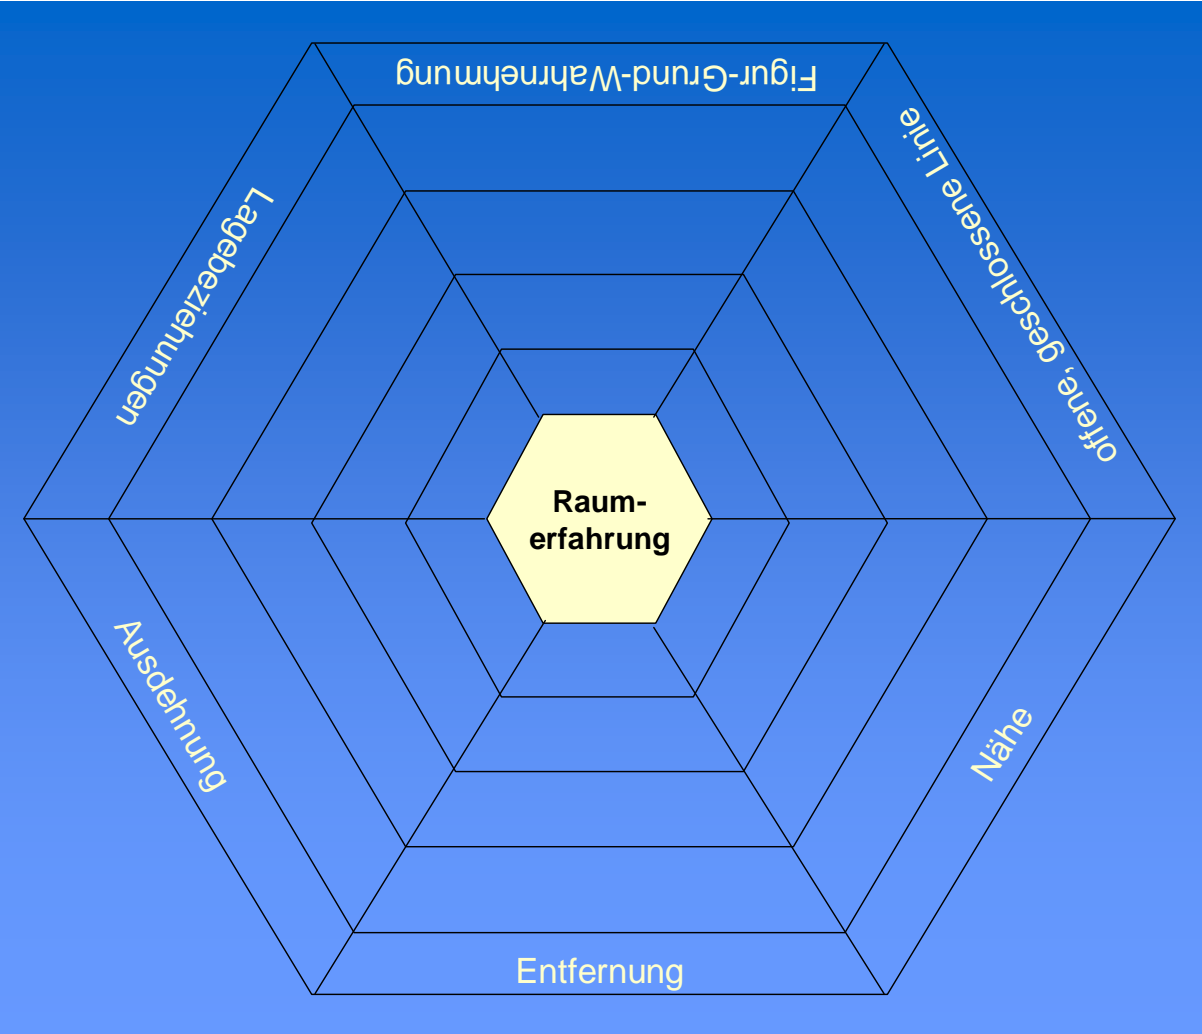 Figur-Grund-Wahrnehmung
offene, geschlossene Linie
Lagebeziehungen
Raum-
erfahrung
Ausdehnung
Nähe
Entfernung